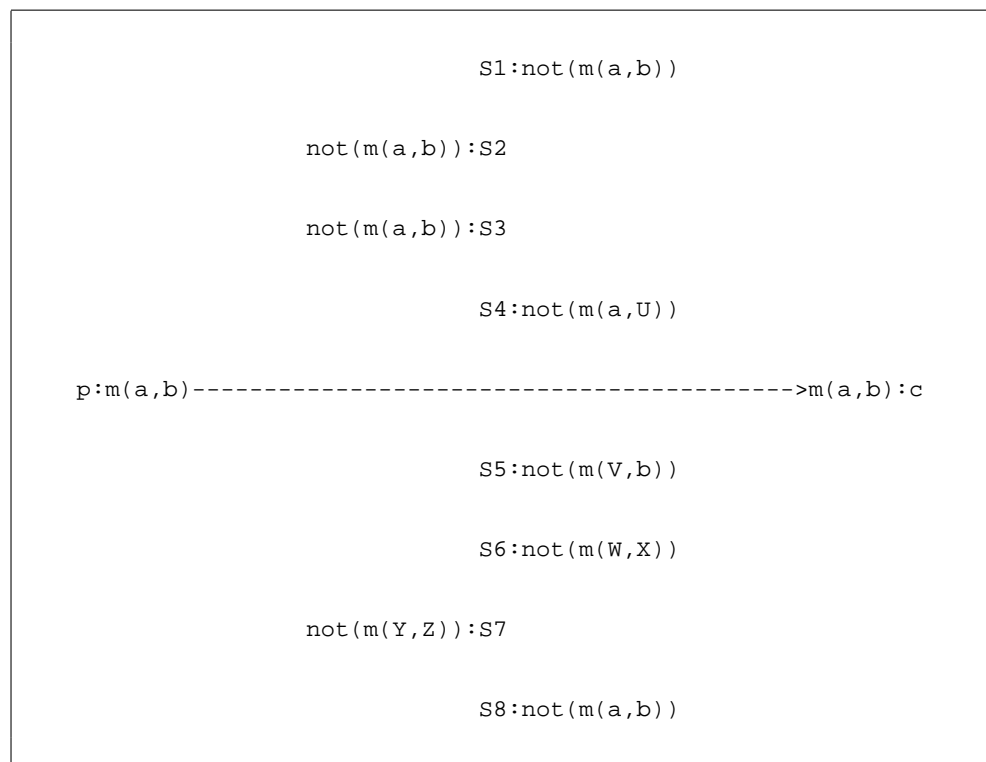 S1:not(m(a,b))
not(m(a,b)):S2
not(m(a,b)):S3
S4:not(m(a,U))
p:m(a,b)------------------------------------------>m(a,b):c
S5:not(m(V,b))
S6:not(m(W,X))
not(m(Y,Z)):S7
S8:not(m(a,b))